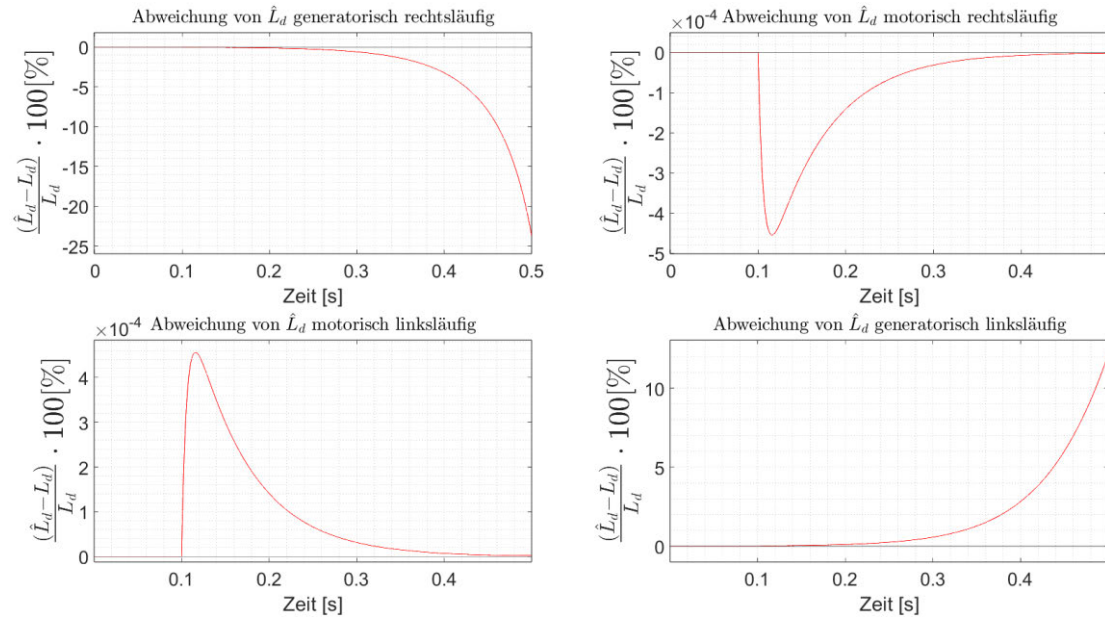 Abweichung von L̂_d generatorisch rechtsläufig
0
-5
-10
-15
-20
-25
(L̂_d−L_d)/L_d · 100[%]
0 0.1 0.2 0.3 0.4 0.5
Zeit [s]
×10^-4
Abweichung von L̂_d motorisch rechtsläufig
0
-1
-2
-3
-4
-5
(L̂_d−L_d)/L_d · 100[%]
0 0.1 0.2 0.3 0.4
Zeit [s]
×10^-4 Abweichung von L̂_d motorisch linksläufig
4
2
0
(L̂_d−L_d)/L_d · 100[%]
0.1 0.2 0.3 0.4
Zeit [s]
Abweichung von L̂_d generatorisch linksläufig
10
5
0
(L̂_d−L_d)/L_d · 100[%]
0.1 0.2 0.3 0.4
Zeit [s]